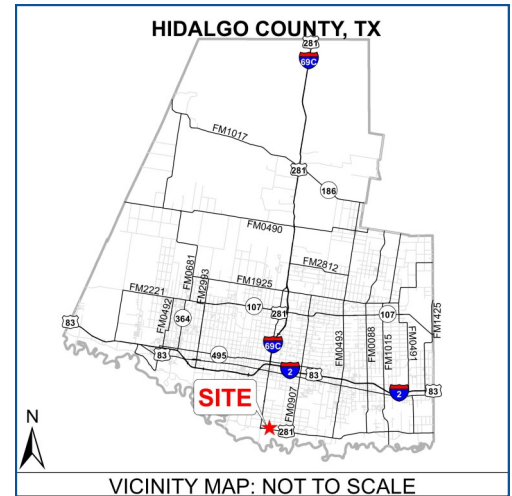 HIDALGO COUNTY, TX
281
69C
FM1017
281
186
FM0490
FM2812
FM0681
FM2993
FM1925
FM2221
FM0492
364
107
281
107
FM1425
83
69C
FM0493
FM0088
FM1015
FM0491
83
495
2
83
2
83
SITE
FM0907
281
N
VICINITY MAP: NOT TO SCALE